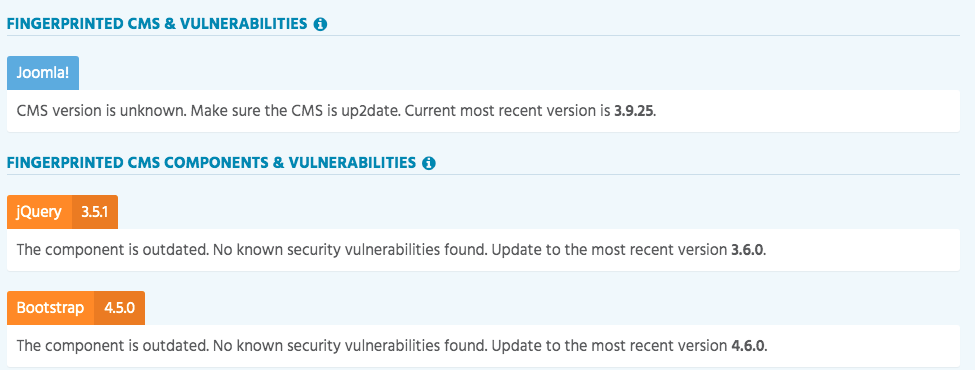 FINGERPRINTED CMS & VULNERABILITIES
Joomla!
CMS version is unknown. Make sure the CMS is up2date. Current most recent version is 3.9.25.
FINGERPRINTED CMS COMPONENTS & VULNERABILITIES
jQuery 3.5.1
The component is outdated. No known security vulnerabilities found. Update to the most recent version 3.6.0.
Bootstrap 4.5.0
The component is outdated. No known security vulnerabilities found. Update to the most recent version 4.6.0.